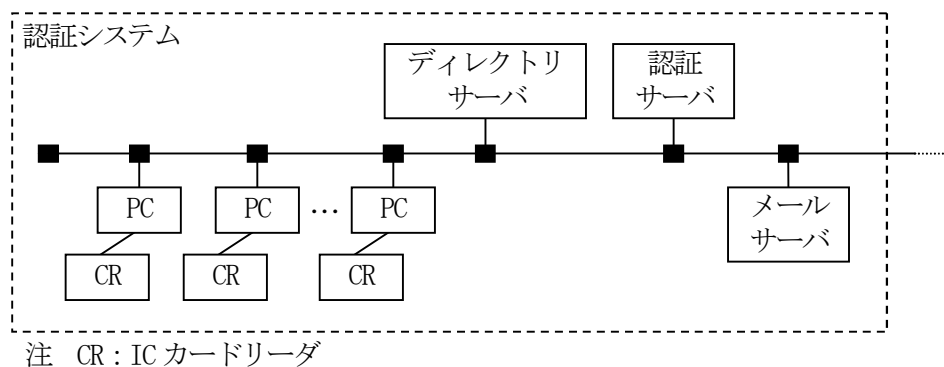 認証システム
ディレクトリ
サーバ
認証
サーバ
PC
PC
…
PC
メール
サーバ
CR
CR
CR
注 CR：ICカードリーダ